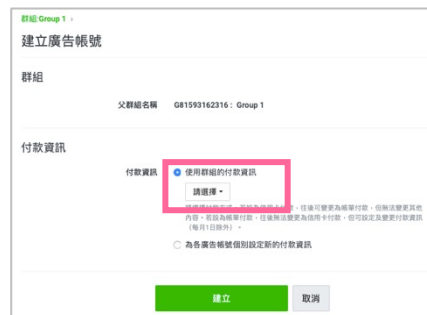 群組:Group 1 ›
建立廣告帳號
群組
父群組名稱 G81593162316： Group 1
付款資訊
付款資訊 使用群組的付款資訊
請選擇
付款，往後可變更為帳單付款，但無法變更其他
內容。若設為帳單付款，往後無法變更為信用卡付款，但可設定及變更付款資訊
（每月1日除外）。
為各廣告帳號個別設定新的付款資訊
建立 取消